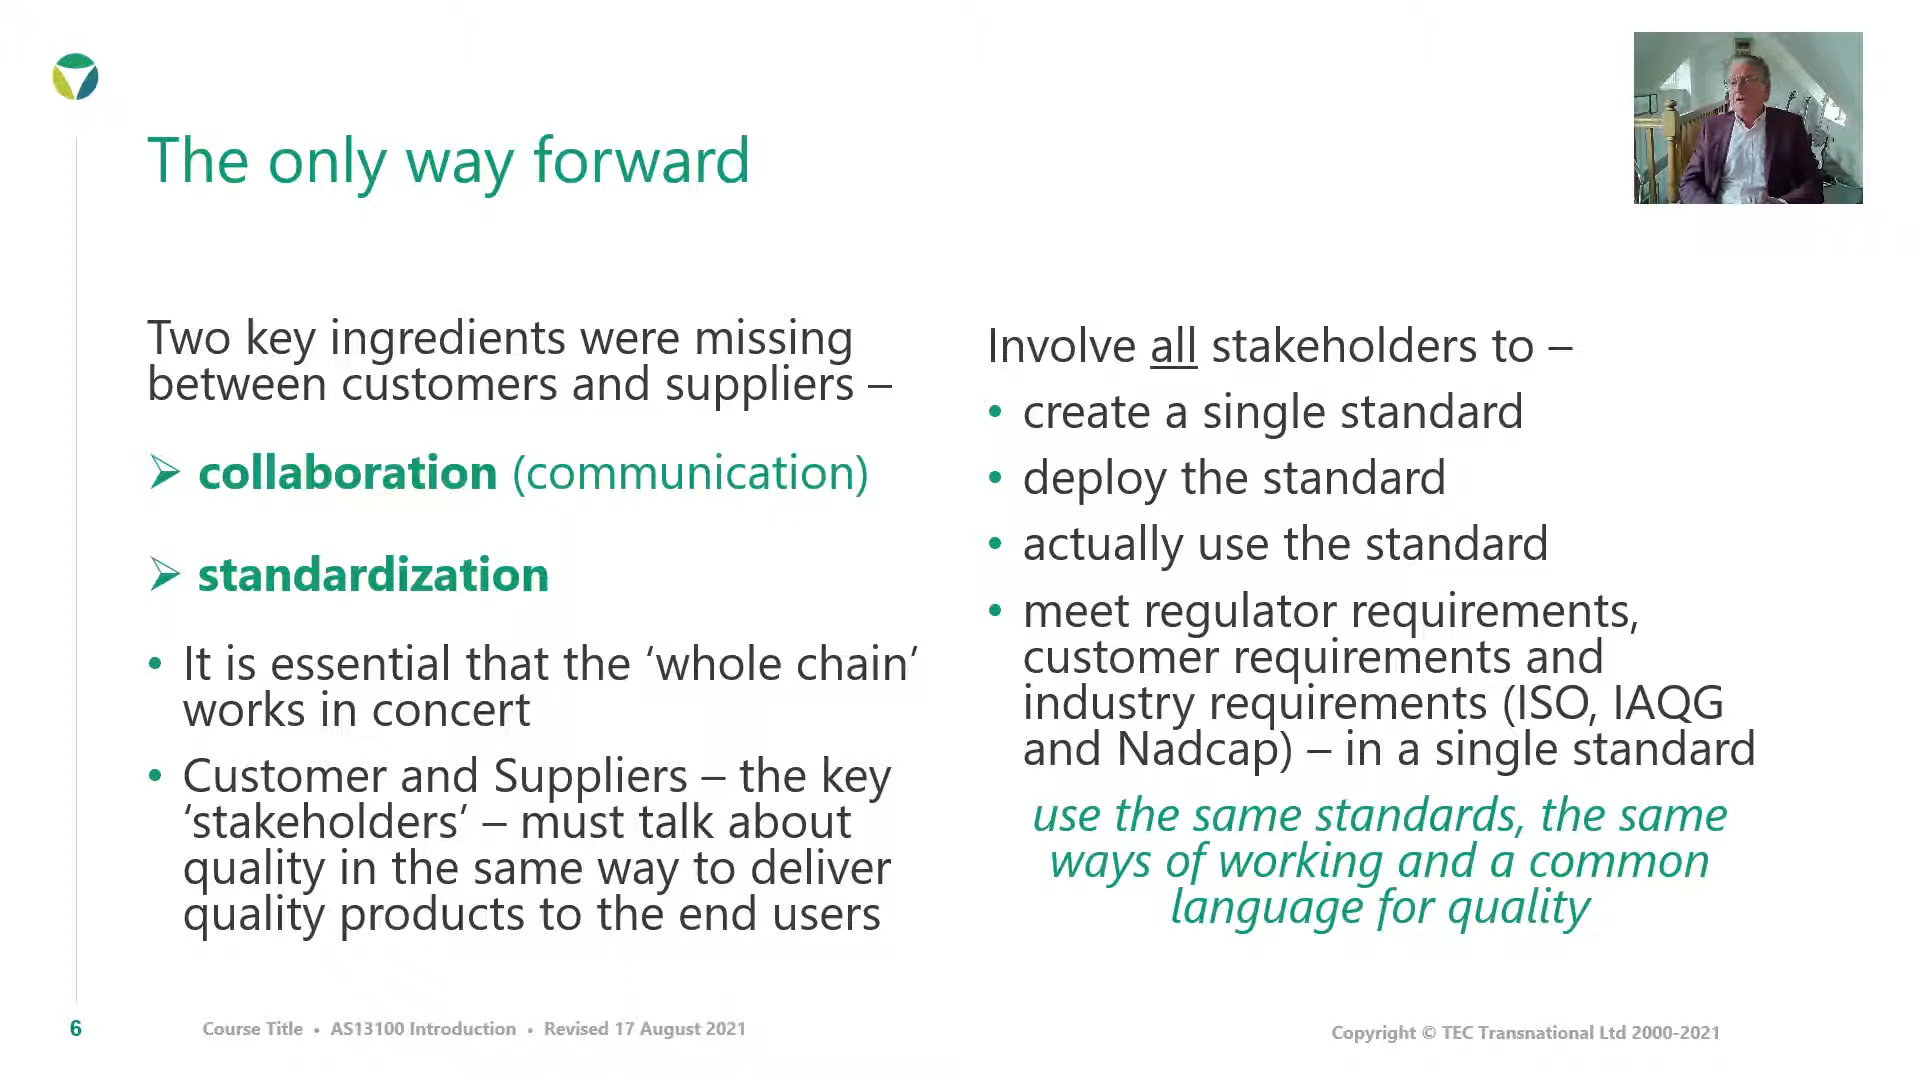 The only way forward
Two key ingredients were missing
between customers and suppliers –
➢ collaboration (communication)
➢ standardization
• It is essential that the ‘whole chain’
works in concert
• Customer and Suppliers – the key
‘stakeholders’ – must talk about
quality in the same way to deliver
quality products to the end users
Involve all stakeholders to –
• create a single standard
• deploy the standard
• actually use the standard
• meet regulator requirements,
customer requirements and
industry requirements (ISO, IAQG
and Nadcap) – in a single standard
use the same standards, the same
ways of working and a common
language for quality
6
Course Title • AS13100 Introduction • Revised 17 August 2021
Copyright © TEC Transnational Ltd 2000-2021